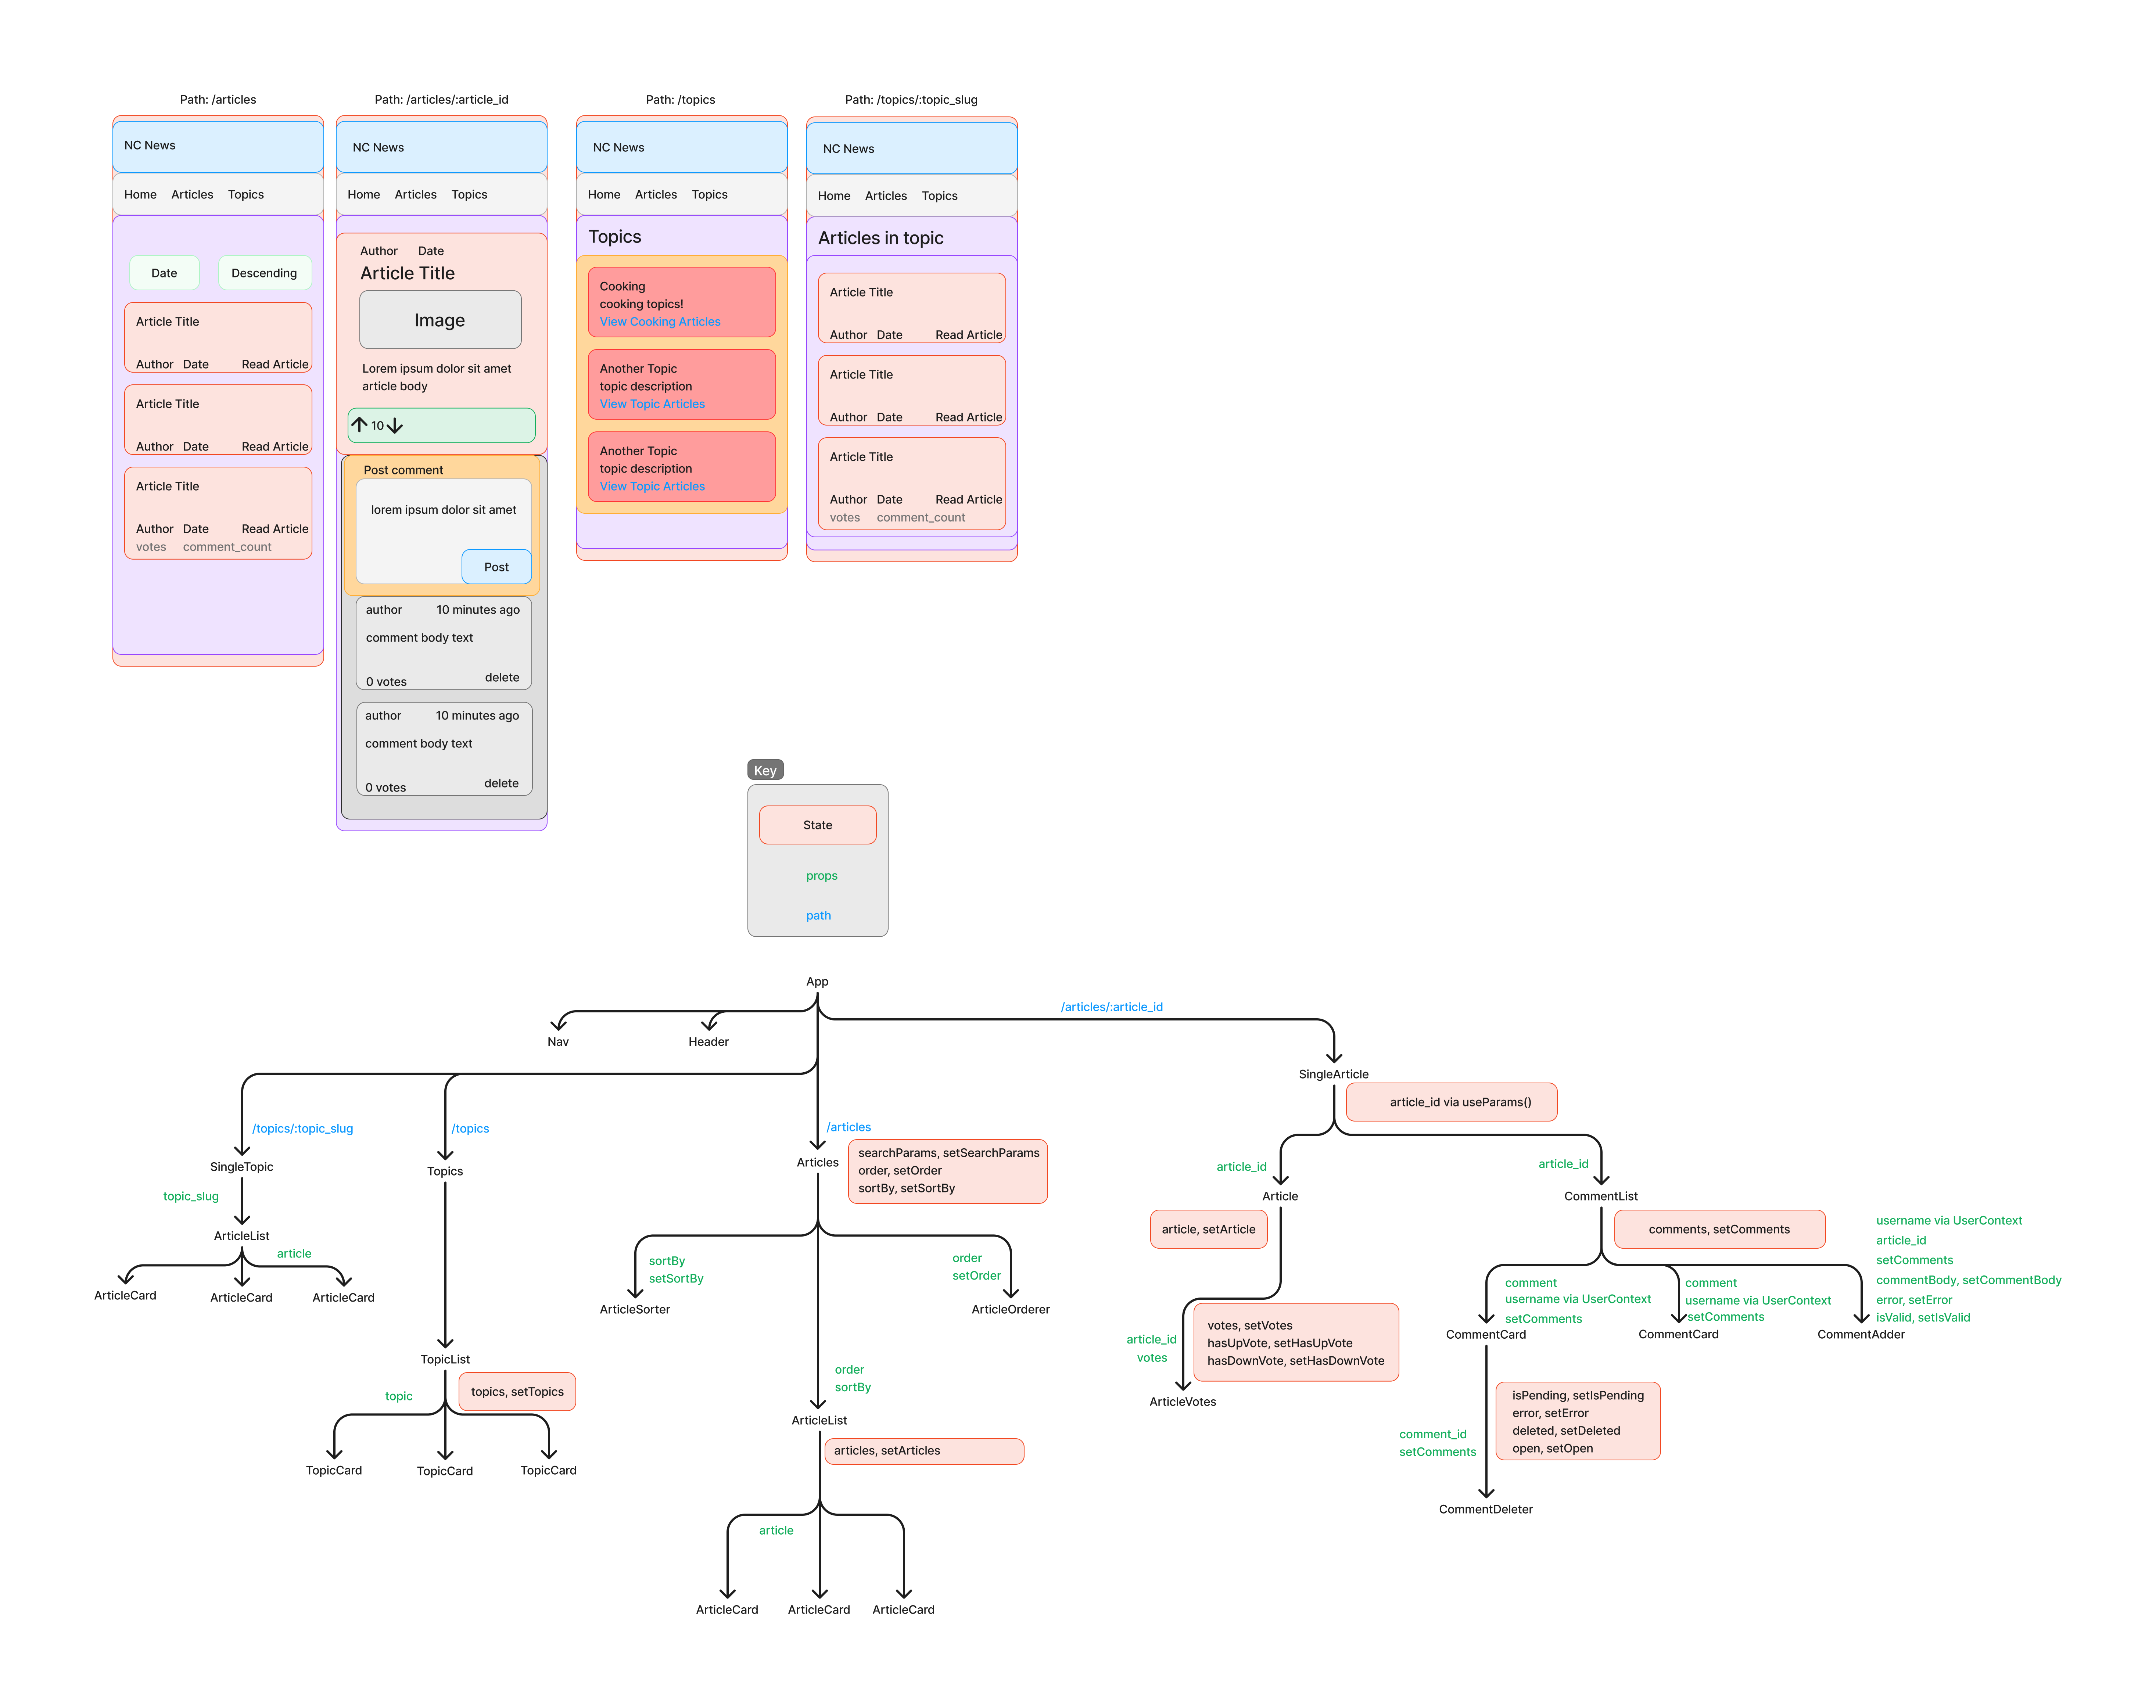 Path: /articles
NC News
Home Articles Topics
Date Descending
Article Title
Author Date Read Article
Article Title
Author Date Read Article
Article Title
Author Date Read Article
votes comment_count
Path: /articles/:article_id
NC News
Home Articles Topics
Author Date
Article Title
Image
Lorem ipsum dolor sit amet
article body
10
Post comment
lorem ipsum dolor sit amet
Post
author 10 minutes ago
comment body text
0 votes delete
author 10 minutes ago
comment body text
0 votes delete
Path: /topics
NC News
Home Articles Topics
Topics
Cooking
cooking topics!
View Cooking Articles
Another Topic
topic description
View Topic Articles
Another Topic
topic description
View Topic Articles
Path: /topics/:topic_slug
NC News
Home Articles Topics
Articles in topic
Article Title
Author Date Read Article
Article Title
Author Date Read Article
Article Title
Author Date Read Article
votes comment_count
Key
State
props
path
App
/articles/:article_id
Nav
Header
SingleArticle
article_id via useParams()
/topics/:topic_slug
/topics
/articles
SingleTopic
Topics
Articles
searchParams, setSearchParams
order, setOrder
sortBy, setSortBy
topic_slug
ArticleList
article
ArticleCard
ArticleCard
ArticleCard
TopicList
topics, setTopics
topic
TopicCard
TopicCard
TopicCard
sortBy
setSortBy
ArticleSorter
order
setOrder
ArticleOrderer
order
sortBy
ArticleList
articles, setArticles
article
ArticleCard
ArticleCard
ArticleCard
article_id
Article
article, setArticle
article_id
votes
votes, setVotes
hasUpVote, setHasUpVote
hasDownVote, setHasDownVote
ArticleVotes
article_id
CommentList
comments, setComments
comment
username via UserContext
setComments
CommentCard
comment
username via UserContext
setComments
CommentCard
username via UserContext
article_id
setComments
commentBody, setCommentBody
error, setError
isValid, setIsValid
CommentAdder
isPending, setIsPending
error, setError
deleted, setDeleted
open, setOpen
comment_id
setComments
CommentDeleter